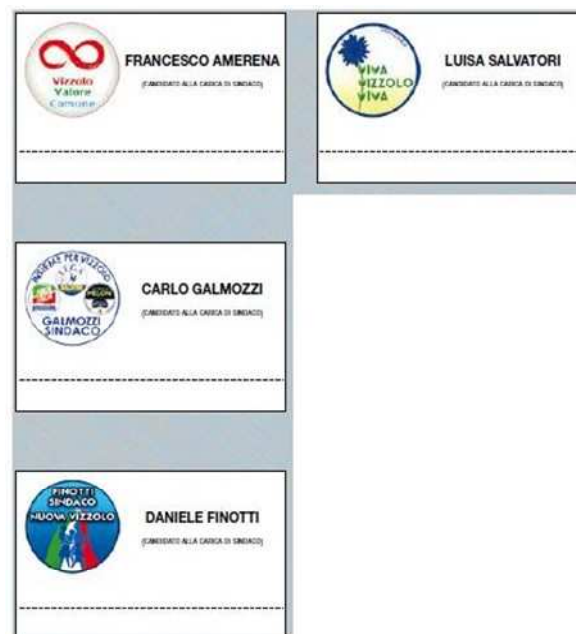 Vizzolo
Valore
Comune
FRANCESCO AMERENA
(CANDIDATO ALLA CARICA DI SINDACO)
VIVA
VIZZOLO
VIVA
LUISA SALVATORI
(CANDIDATO ALLA CARICA DI SINDACO)
INSIEME PER VIZZOLO
LEGA
MELONI
GALMOZZI
SINDACO
CARLO GALMOZZI
(CANDIDATO ALLA CARICA DI SINDACO)
FINOTTI
SINDACO
NUOVA VIZZOLO
DANIELE FINOTTI
(CANDIDATO ALLA CARICA DI SINDACO)